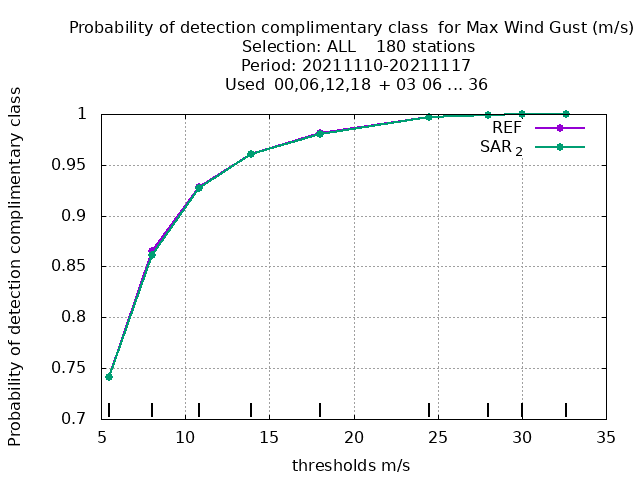 Probability of detection complimentary class  for Max Wind Gust (m/s)
Selection: ALL    180 stations
Period: 20211110-20211117
Used  00,06,12,18  + 03 06 ... 36
Probability of detection complimentary class
1
0.95
0.9
0.85
0.8
0.75
0.7
REF
SAR 2
5 10 15 20 25 30 35
thresholds m/s